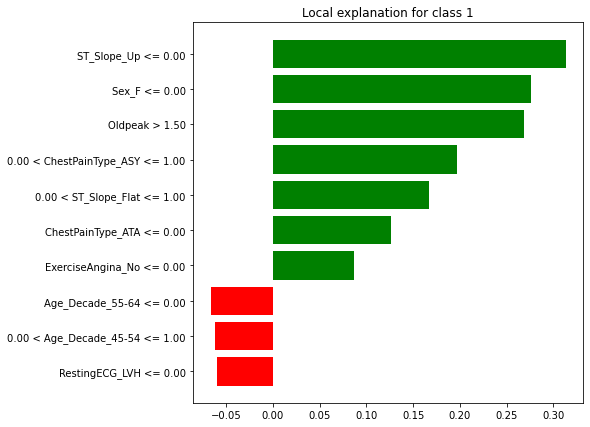 Local explanation for class 1
ST_Slope_Up <= 0.00
Sex_F <= 0.00
Oldpeak > 1.50
0.00 < ChestPainType_ASY <= 1.00
0.00 < ST_Slope_Flat <= 1.00
ChestPainType_ATA <= 0.00
ExerciseAngina_No <= 0.00
Age_Decade_55-64 <= 0.00
0.00 < Age_Decade_45-54 <= 1.00
RestingECG_LVH <= 0.00
−0.05 0.00 0.05 0.10 0.15 0.20 0.25 0.30